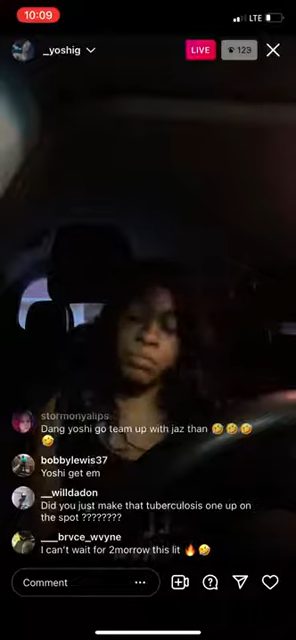 10:09
LTE
_yoshig
LIVE
123
stormonyalips
Dang yoshi go team up with jaz than 🤣🤣🤣
🤣
bobbylewis37
Yoshi get em
__willdadon
Did you just make that tuberculosis one up on
the spot ????????
___brvce_wvyne
I can't wait for 2morrow this lit 🔥🤣
Comment